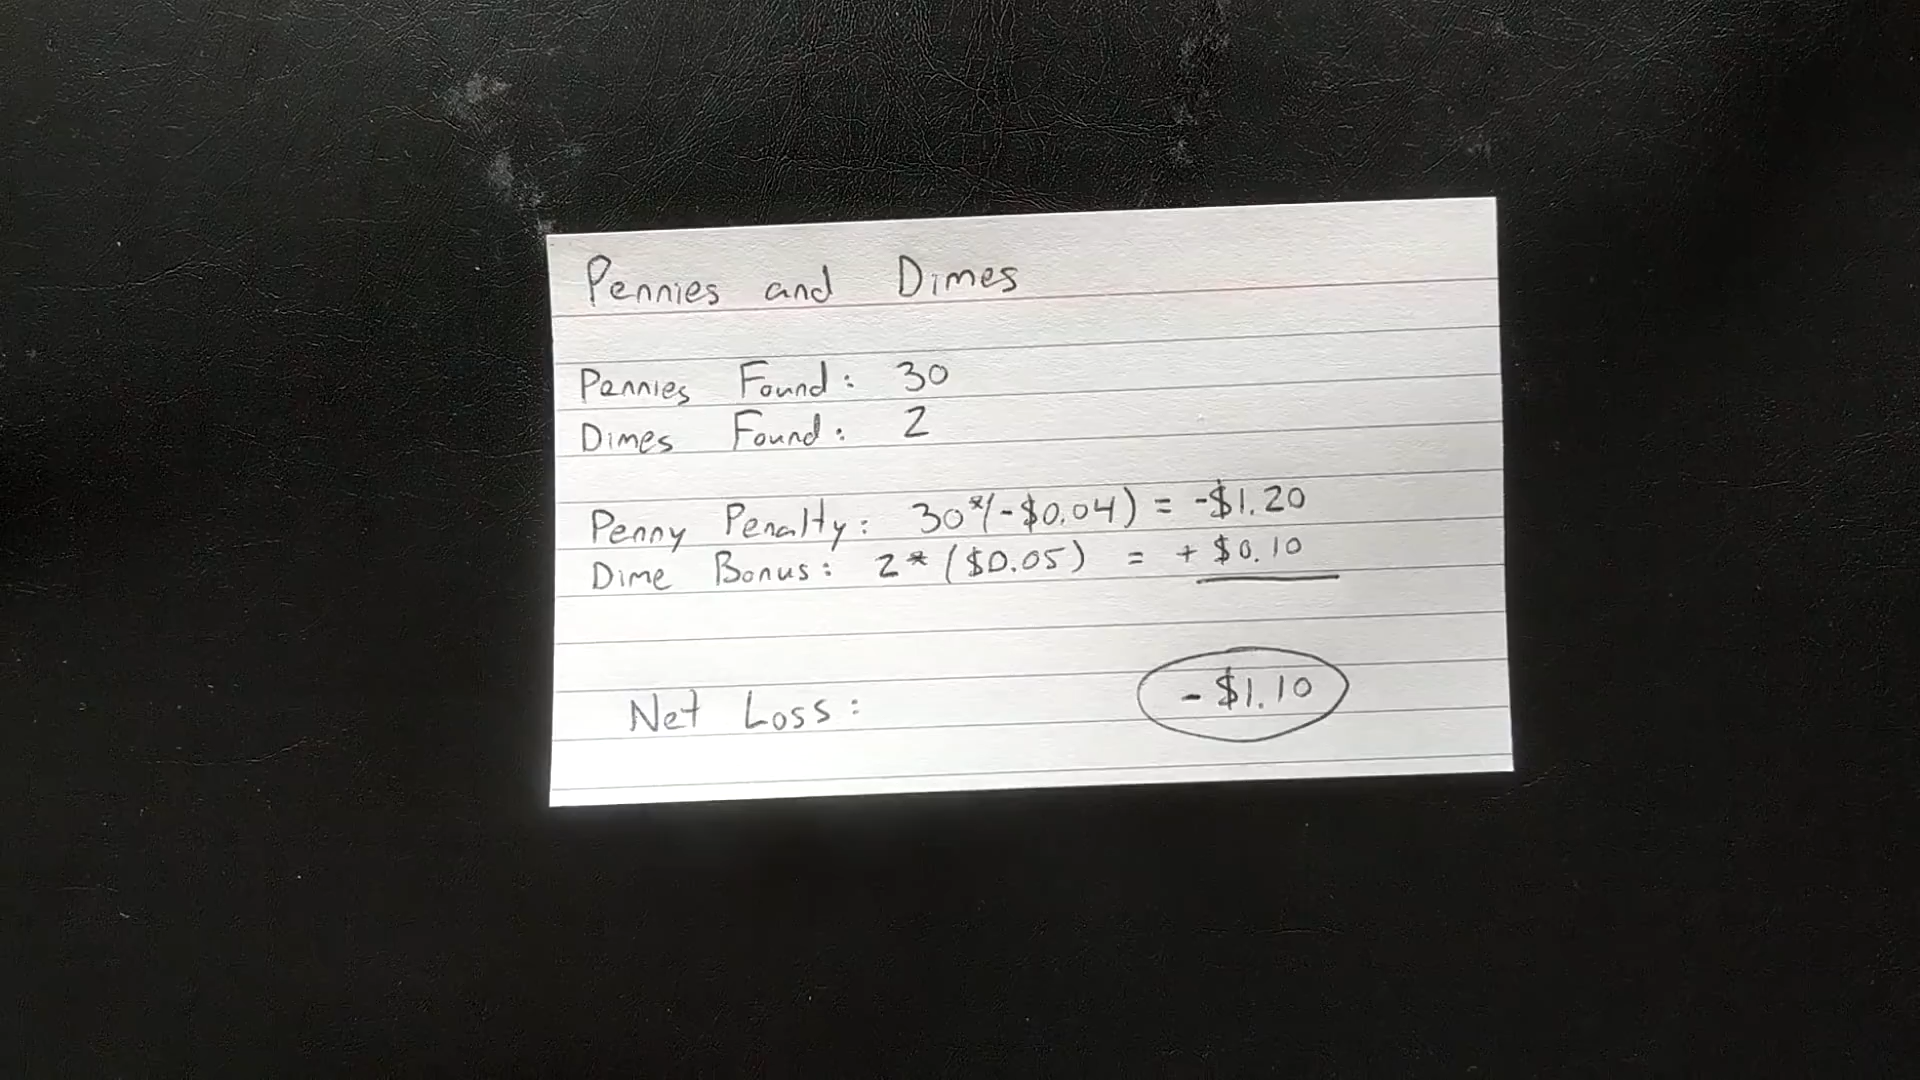 Pennies and Dimes
Pennies Found: 30
Dimes Found: 2
Penny Penalty: 30*(-$0.04) = -$1.20
Dime Bonus: 2*($0.05) = +$0.10
Net Loss: -$1.10